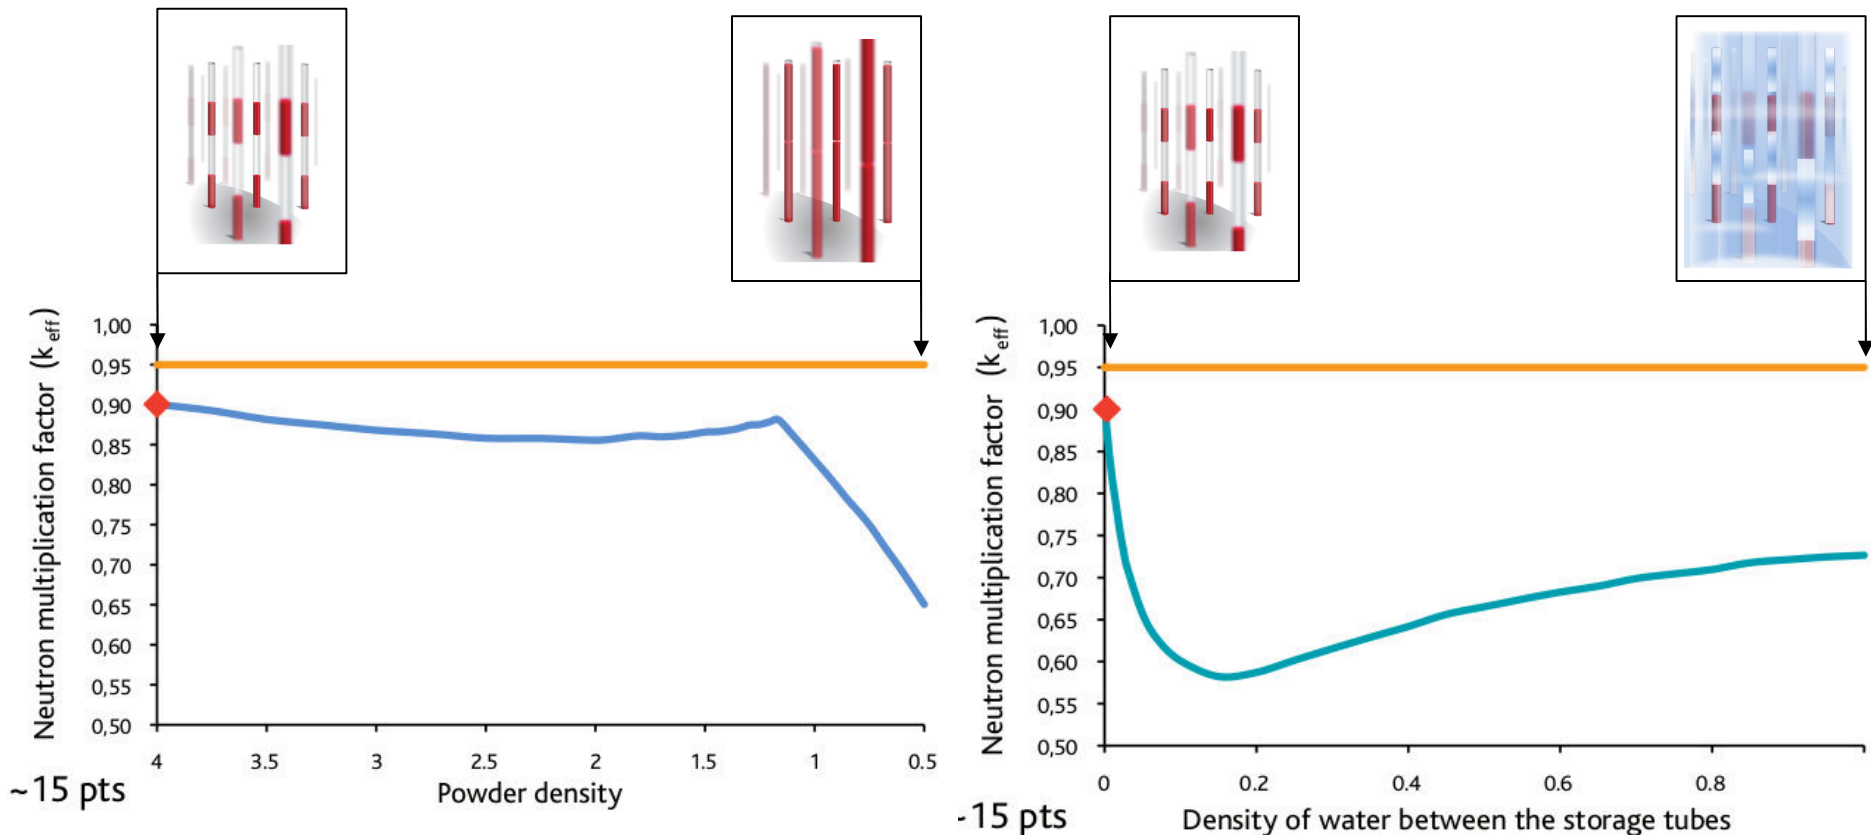 Neutron multiplication factor (keff)
1,00
0,95
0,90
0,85
0,80
0,75
0,70
0,65
0,60
0,55
0,50
4 3.5 3 2.5 2 1.5 1 0.5
Powder density
~15 pts
Neutron multiplication factor (keff)
1,00
0,95
0,90
0,85
0,80
0,75
0,70
0,65
0,60
0,55
0,50
0 0.2 0.4 0.6 0.8
Density of water between the storage tubes
~15 pts